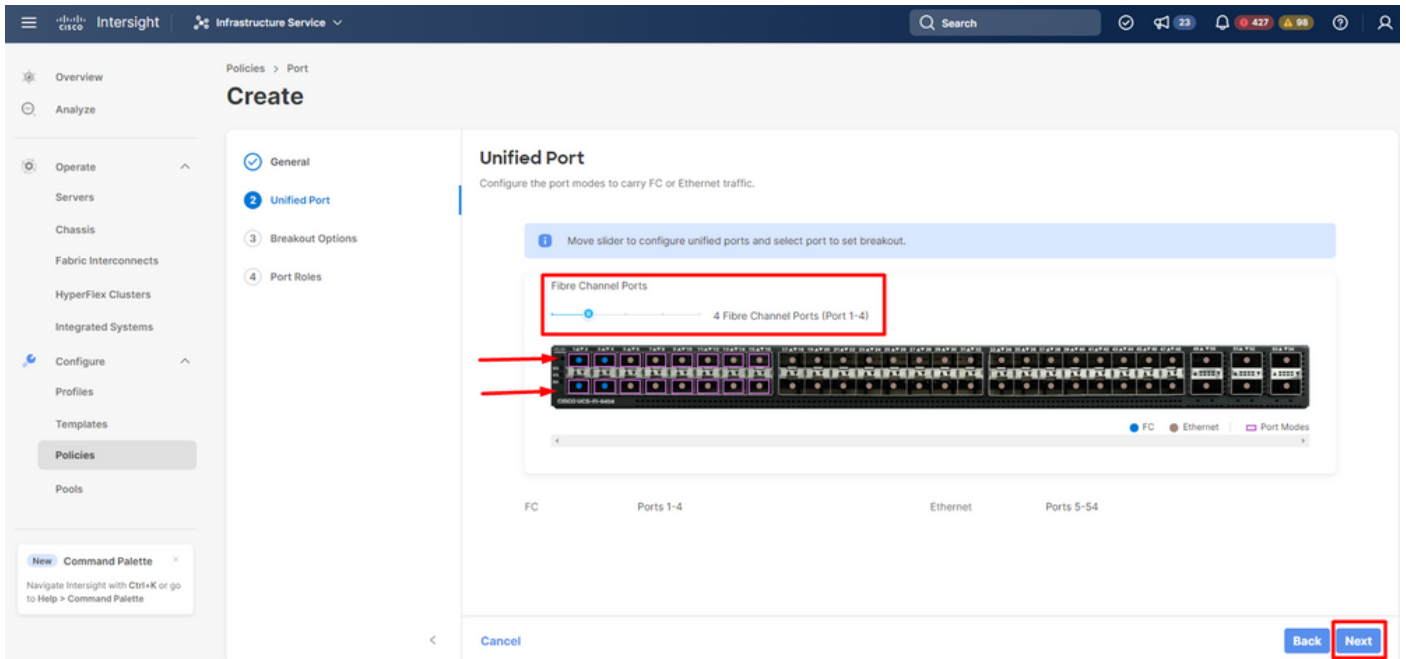 cisco Intersight Infrastructure Service Search 23 427 98
Overview
Analyze
Operate
Servers
Chassis
Fabric Interconnects
HyperFlex Clusters
Integrated Systems
Configure
Profiles
Templates
Policies
Pools
New Command Palette
Navigate Intersight with Ctrl+K or go
to Help > Command Palette
Policies > Port
Create
General
2 Unified Port
3 Breakout Options
4 Port Roles
Unified Port
Configure the port modes to carry FC or Ethernet traffic.
Move slider to configure unified ports and select port to set breakout.
Fibre Channel Ports
4 Fibre Channel Ports (Port 1-4)
CISCO UCS-FI-6454
FC Ethernet Port Modes
FC Ports 1-4 Ethernet Ports 5-54
Cancel Back Next